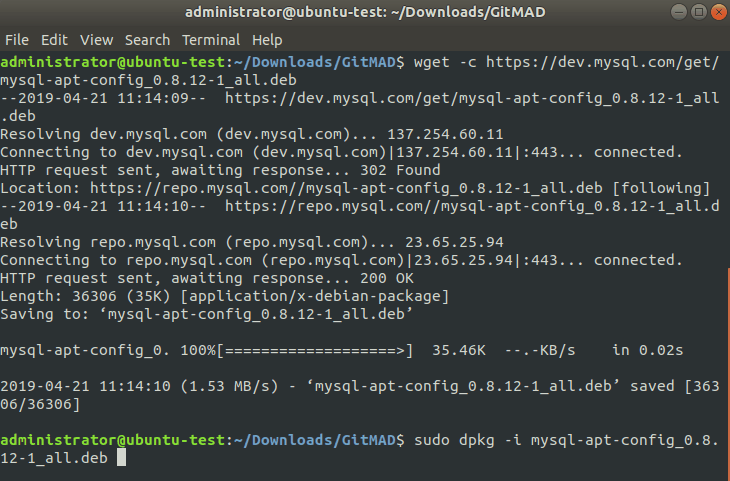 administrator@ubuntu-test: ~/Downloads/GitMAD
File Edit View Search Terminal Help
administrator@ubuntu-test:~/Downloads/GitMAD$ wget -c https://dev.mysql.com/get/
mysql-apt-config_0.8.12-1_all.deb
--2019-04-21 11:14:09--  https://dev.mysql.com/get/mysql-apt-config_0.8.12-1_all
.deb
Resolving dev.mysql.com (dev.mysql.com)... 137.254.60.11
Connecting to dev.mysql.com (dev.mysql.com)|137.254.60.11|:443... connected.
HTTP request sent, awaiting response... 302 Found
Location: https://repo.mysql.com//mysql-apt-config_0.8.12-1_all.deb [following]
--2019-04-21 11:14:10--  https://repo.mysql.com//mysql-apt-config_0.8.12-1_all.d
eb
Resolving repo.mysql.com (repo.mysql.com)... 23.65.25.94
Connecting to repo.mysql.com (repo.mysql.com)|23.65.25.94|:443... connected.
HTTP request sent, awaiting response... 200 OK
Length: 36306 (35K) [application/x-debian-package]
Saving to: ‘mysql-apt-config_0.8.12-1_all.deb’
mysql-apt-config_0. 100%[===================>]  35.46K  --.-KB/s    in 0.02s
2019-04-21 11:14:10 (1.53 MB/s) - ‘mysql-apt-config_0.8.12-1_all.deb’ saved [363
06/36306]
administrator@ubuntu-test:~/Downloads/GitMAD$ sudo dpkg -i mysql-apt-config_0.8.
12-1_all.deb